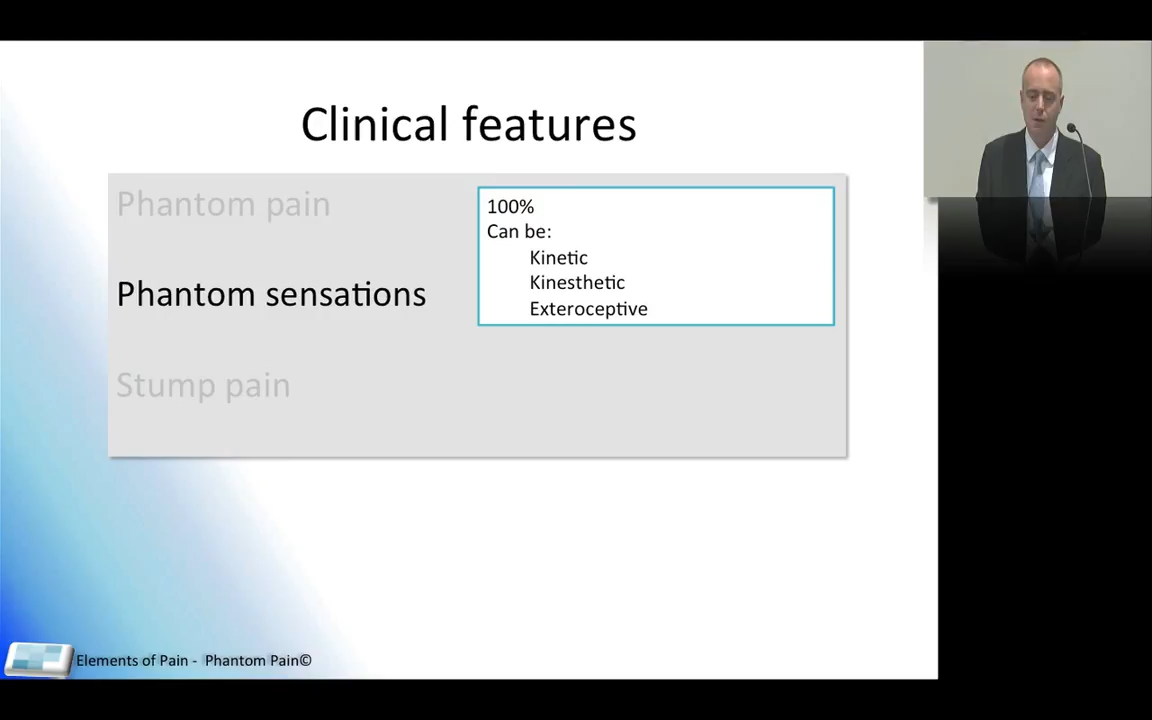 Clinical features
Phantom pain
Phantom sensations
Stump pain
100%
Can be:
Kinetic
Kinesthetic
Exteroceptive
Elements of Pain - Phantom Pain©